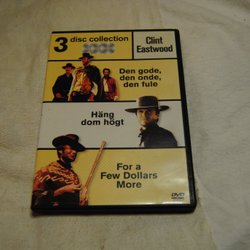 3 disc collection
Clint
Eastwood
Den gode,
den onde,
den fule
Häng
dom högt
For a
Few Dollars
More
DVD